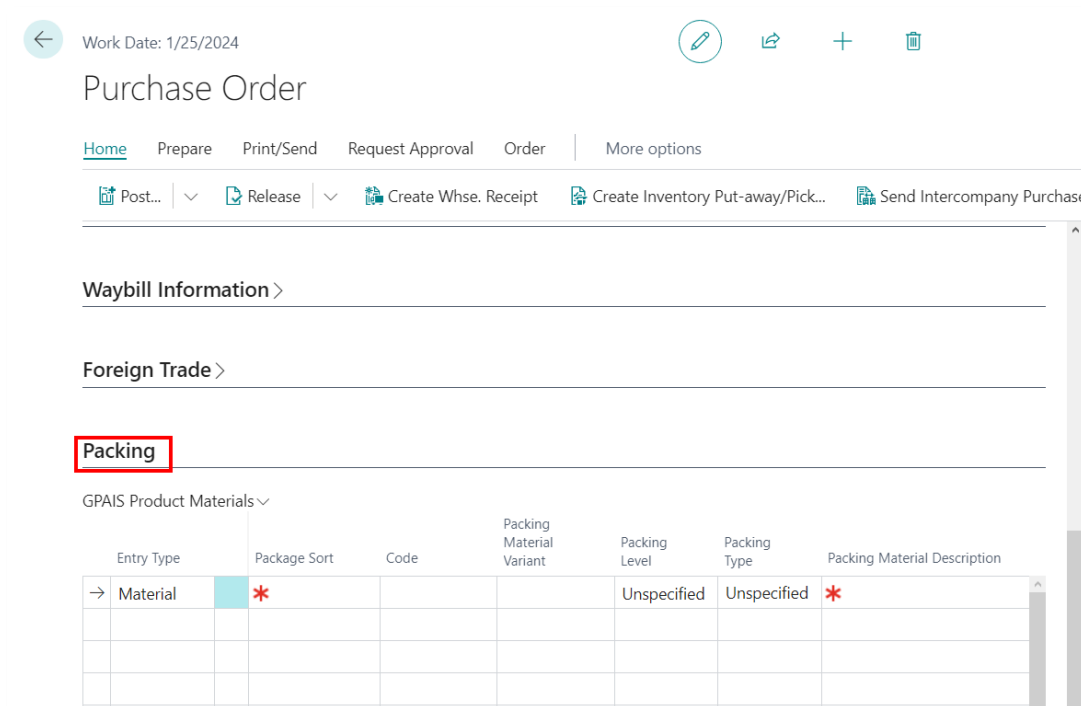 Work Date: 1/25/2024
Purchase Order
Home Prepare Print/Send Request Approval Order More options
Post... Release Create Whse. Receipt Create Inventory Put-away/Pick... Send Intercompany Purchase
Waybill Information
Foreign Trade
Packing
GPAIS Product Materials
Entry Type Package Sort Code Packing Material Variant Packing Level Packing Type Packing Material Description
Material * Unspecified Unspecified *